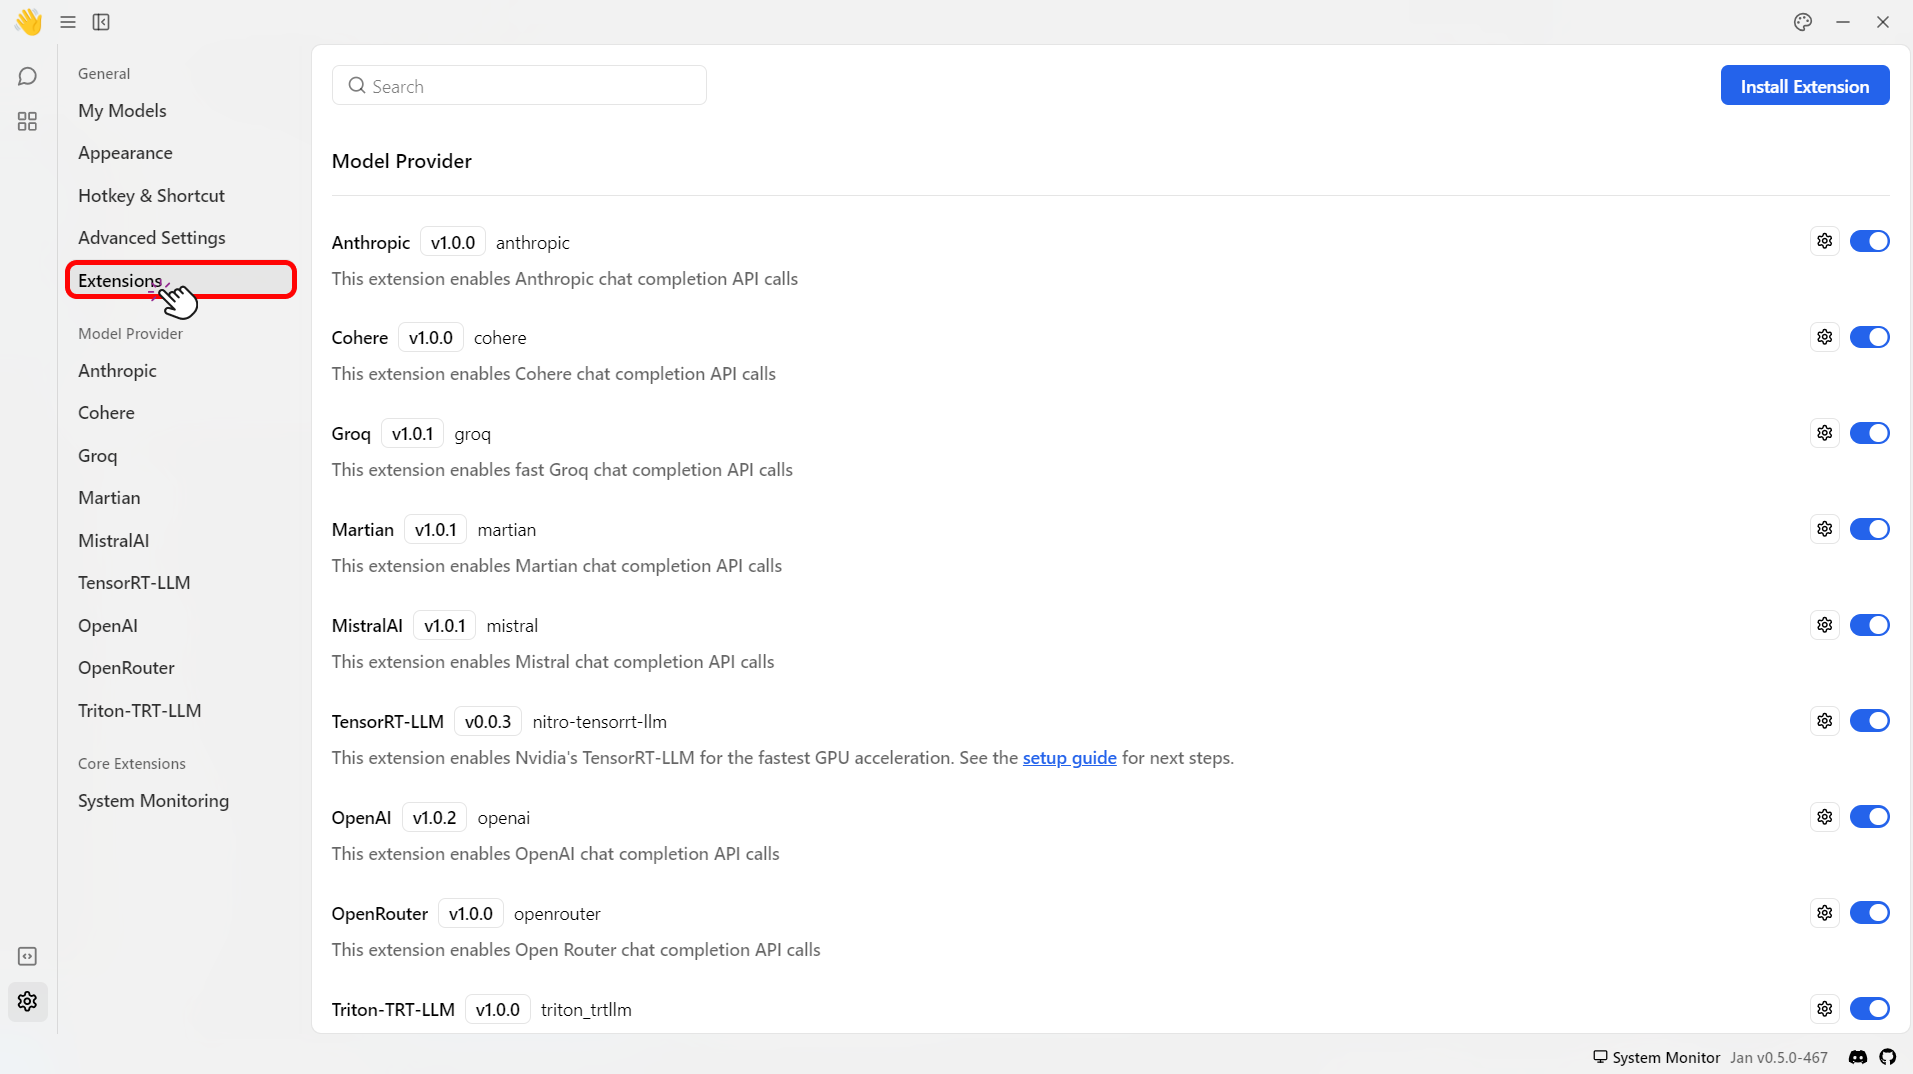 General
My Models
Appearance
Hotkey & Shortcut
Advanced Settings
Extensions
Model Provider
Anthropic
Cohere
Groq
Martian
MistralAI
TensorRT-LLM
OpenAI
OpenRouter
Triton-TRT-LLM
Core Extensions
System Monitoring
Search
Install Extension
Model Provider
Anthropic v1.0.0 anthropic
This extension enables Anthropic chat completion API calls
Cohere v1.0.0 cohere
This extension enables Cohere chat completion API calls
Groq v1.0.1 groq
This extension enables fast Groq chat completion API calls
Martian v1.0.1 martian
This extension enables Martian chat completion API calls
MistralAI v1.0.1 mistral
This extension enables Mistral chat completion API calls
TensorRT-LLM v0.0.3 nitro-tensorrt-llm
This extension enables Nvidia's TensorRT-LLM for the fastest GPU acceleration. See the setup guide for next steps.
OpenAI v1.0.2 openai
This extension enables OpenAI chat completion API calls
OpenRouter v1.0.0 openrouter
This extension enables Open Router chat completion API calls
Triton-TRT-LLM v1.0.0 triton_trtllm
System Monitor Jan v0.5.0-467